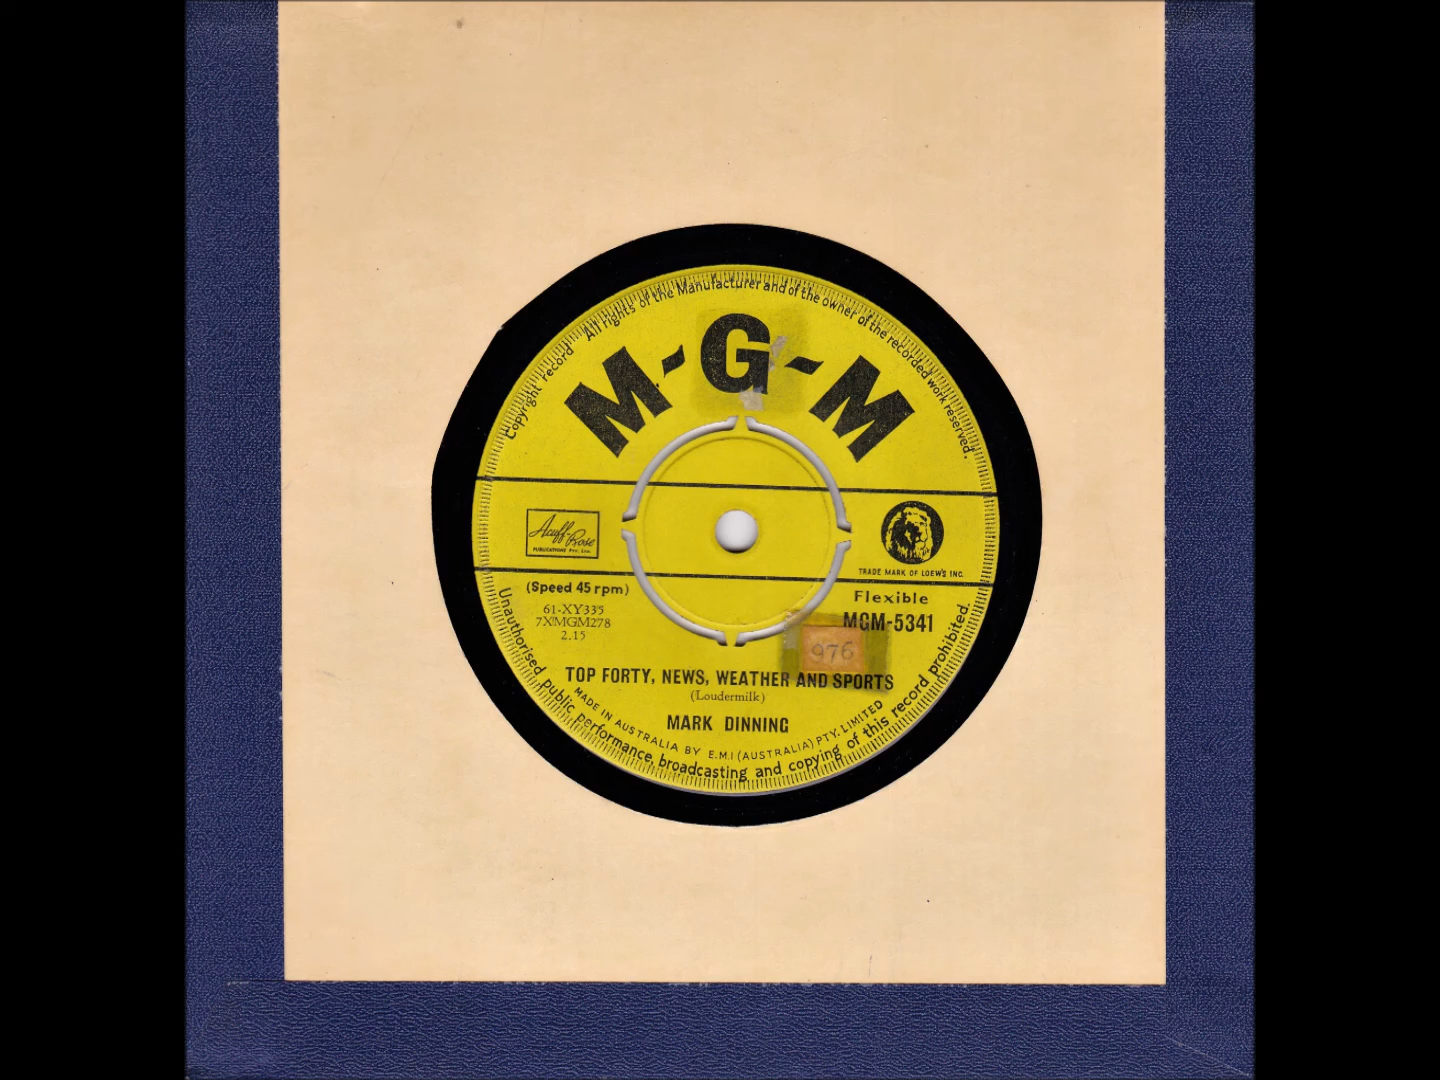 Copyright record All rights of the Manufacturer and of the owner of the recorded work reserved.
M-G-M
Acuff-Rose
PUBLICATIONS Pty. Ltd.
TRADE MARK OF LOEW'S INC.
(Speed 45 rpm)
Flexible
61-XY335
MGM-5341
7XMGM278
2.15
976
TOP FORTY, NEWS, WEATHER AND SPORTS
(Loudermilk)
MARK DINNING
MADE IN AUSTRALIA BY E.M.I (AUSTRALIA) PTY. LIMITED
Unauthorised public performance, broadcasting and copying of this record prohibited.